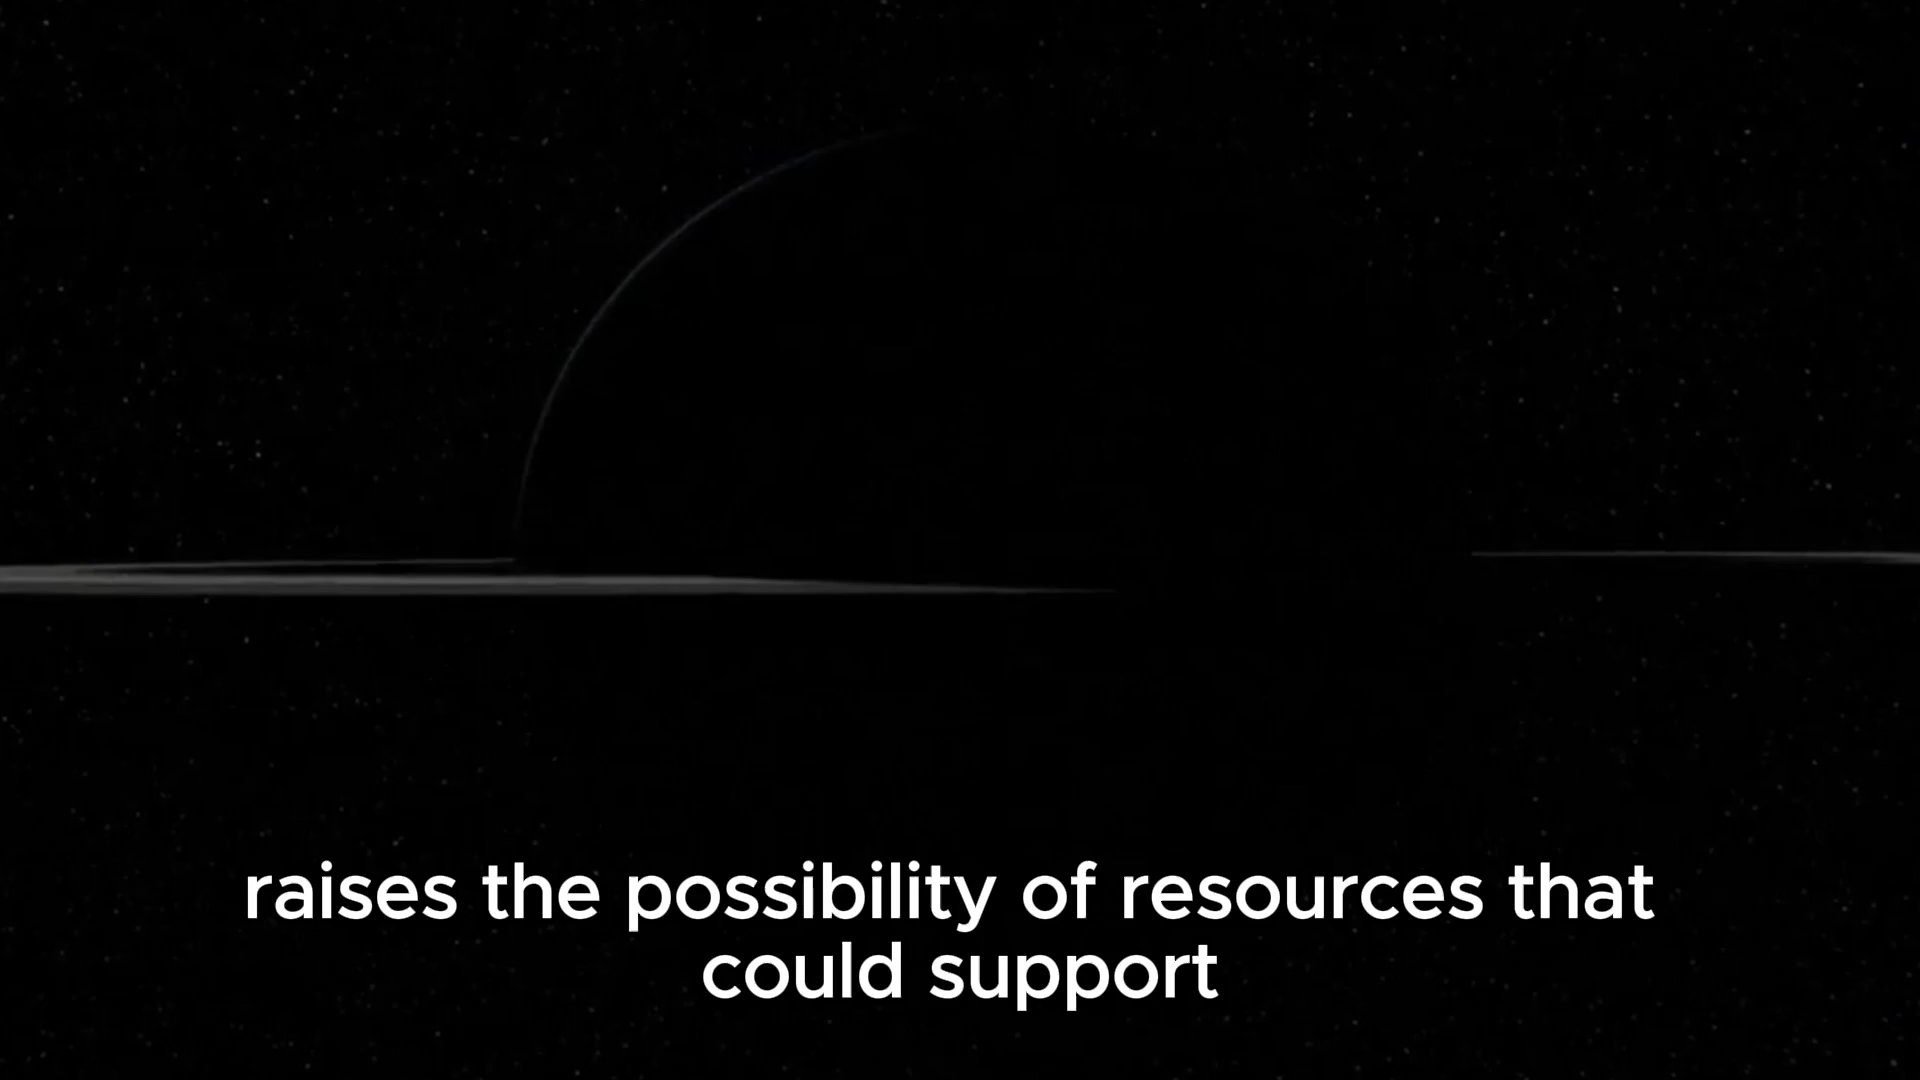 raises the possibility of resources that
could support